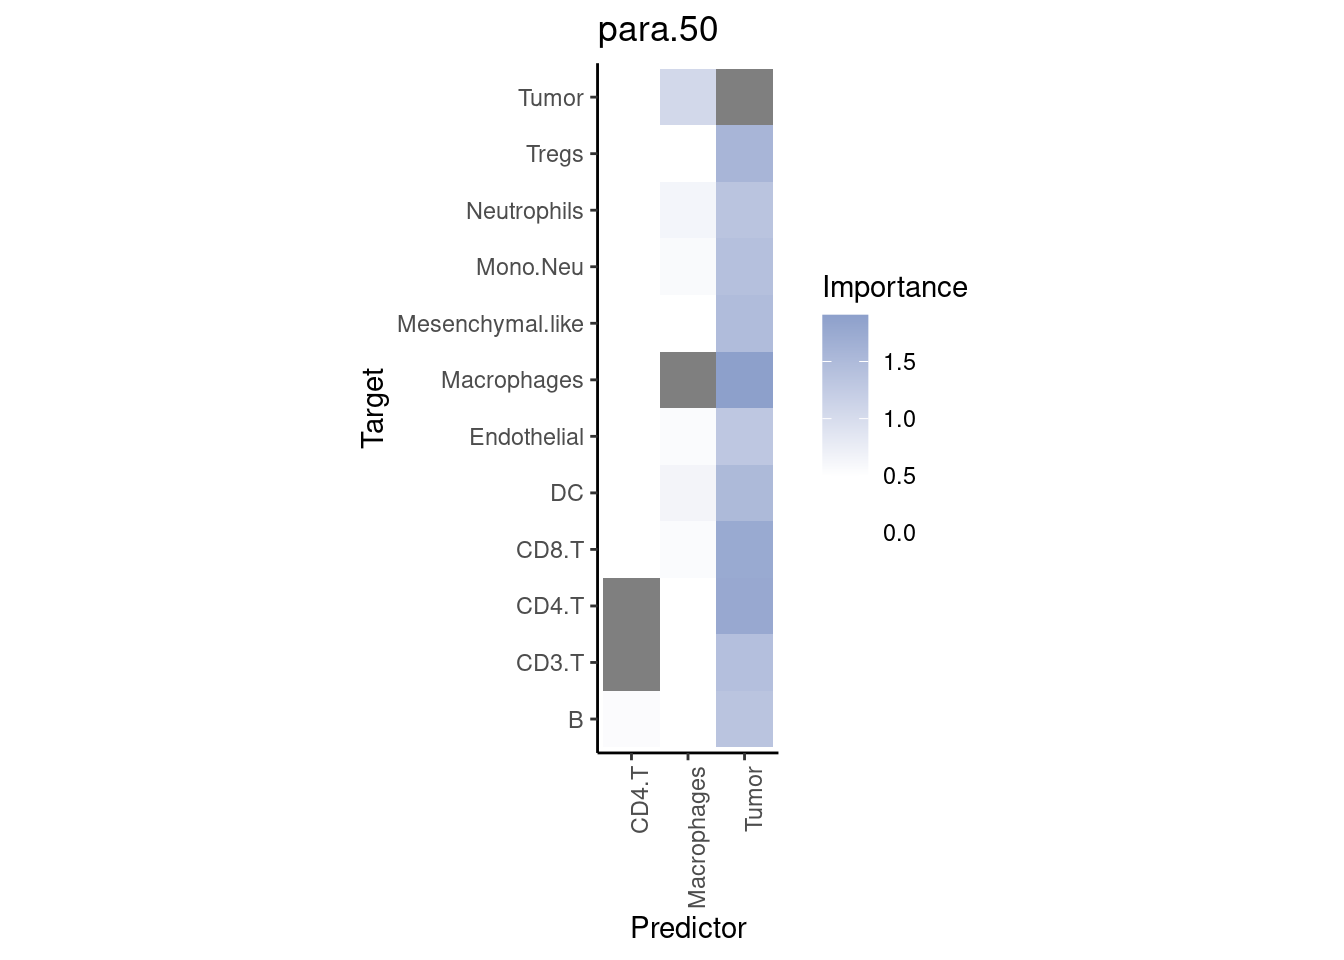 para.50
Tumor
Tregs
Neutrophils
Mono.Neu
Mesenchymal.like
Macrophages
Endothelial
DC
CD8.T
CD4.T
CD3.T
B
Target
CD4.T
Macrophages
Tumor
Predictor
Importance
1.5
1.0
0.5
0.0